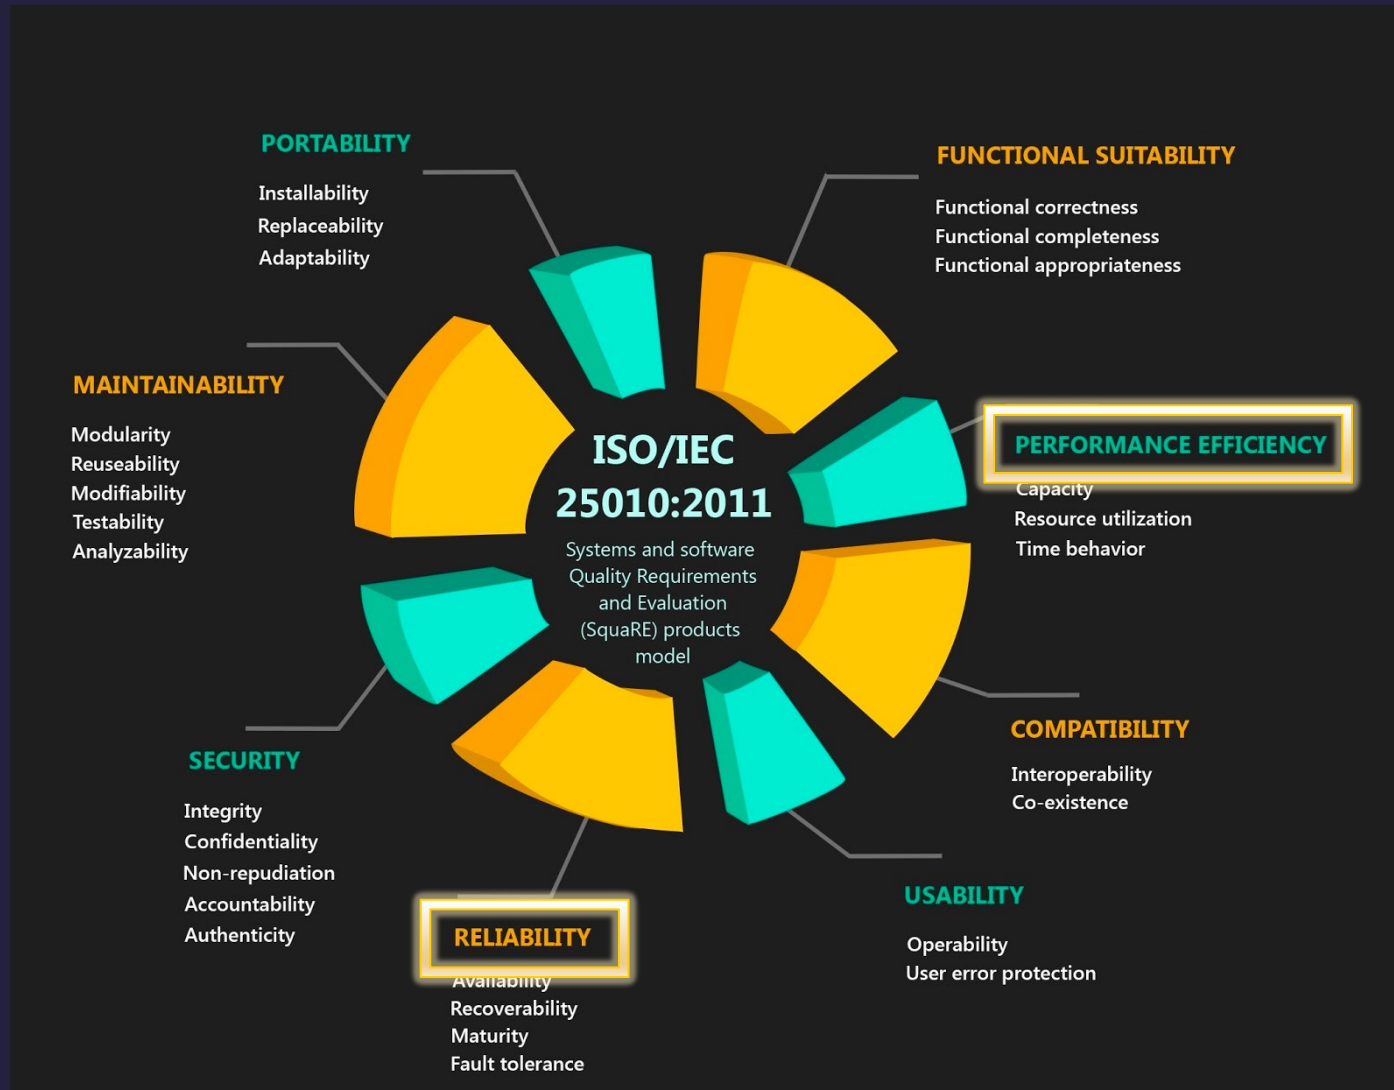 PORTABILITY
Installability
Replaceability
Adaptability
FUNCTIONAL SUITABILITY
Functional correctness
Functional completeness
Functional appropriateness
MAINTAINABILITY
Modularity
Reuseability
Modifiability
Testability
Analyzability
ISO/IEC
25010:2011
Systems and software
Quality Requirements
and Evaluation
(SquaRE) products
model
PERFORMANCE EFFICIENCY
Capacity
Resource utilization
Time behavior
SECURITY
Integrity
Confidentiality
Non-repudiation
Accountability
Authenticity
COMPATIBILITY
Interoperability
Co-existence
RELIABILITY
Availability
Recoverability
Maturity
Fault tolerance
USABILITY
Operability
User error protection